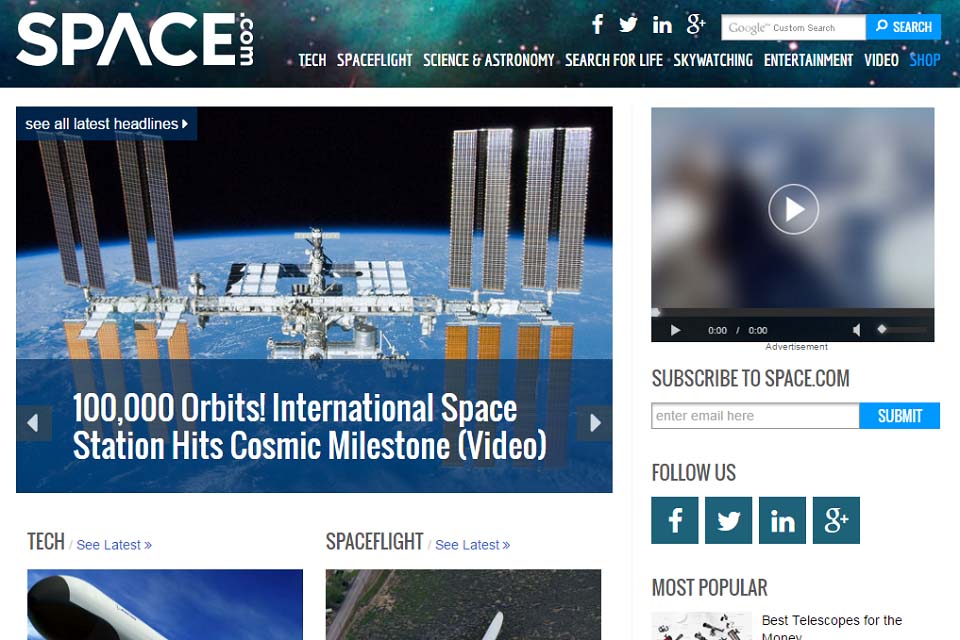 SPACE.com
Google™ Custom Search
SEARCH
TECH SPACEFLIGHT SCIENCE & ASTRONOMY SEARCH FOR LIFE SKYWATCHING ENTERTAINMENT VIDEO SHOP
see all latest headlines
100,000 Orbits! International Space
Station Hits Cosmic Milestone (Video)
0:00 / 0:00
Advertisement
SUBSCRIBE TO SPACE.COM
enter email here
SUBMIT
FOLLOW US
TECH / See Latest »
SPACEFLIGHT / See Latest »
MOST POPULAR
Best Telescopes for the
Money